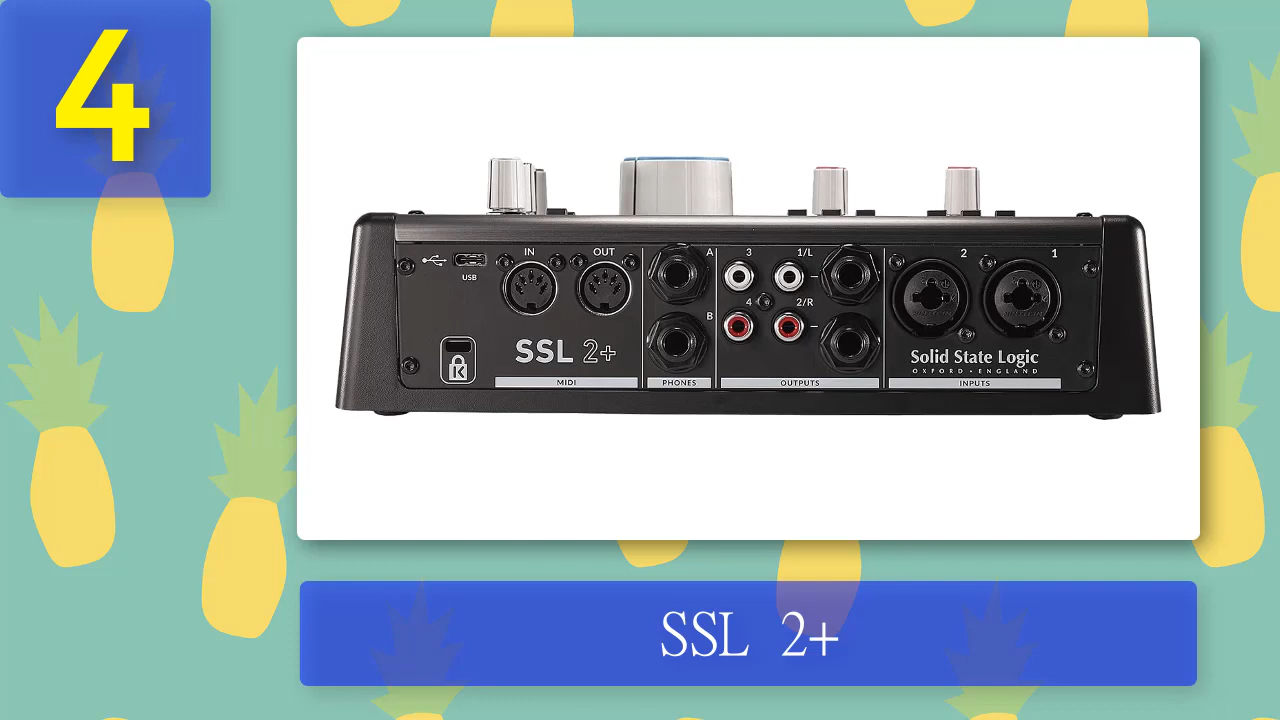 4
IN
OUT
USB
SSL 2+
MIDI
A
B
PHONES
3
1/L
4
2/R
OUTPUTS
2
1
Solid State Logic
OXFORD • ENGLAND
INPUTS
K
SSL 2+